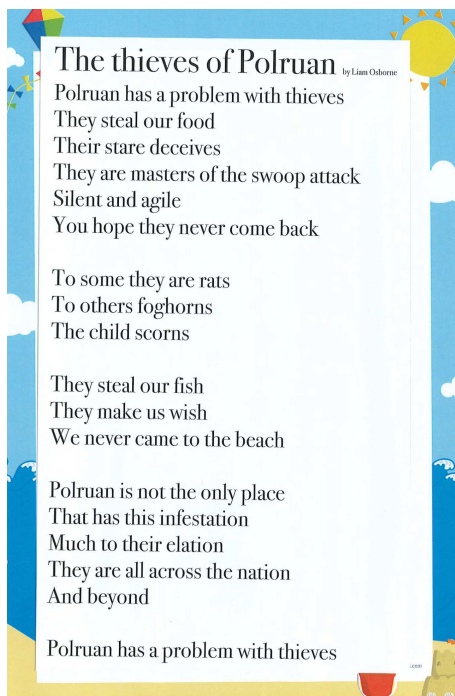 The thieves of Polruan by Liam Osborne
Polruan has a problem with thieves
They steal our food
Their stare deceives
They are masters of the swoop attack
Silent and agile
You hope they never come back
To some they are rats
To others foghorns
The child scorns
They steal our fish
They make us wish
We never came to the beach
Polruan is not the only place
That has this infestation
Much to their elation
They are all across the nation
And beyond
Polruan has a problem with thieves
.com